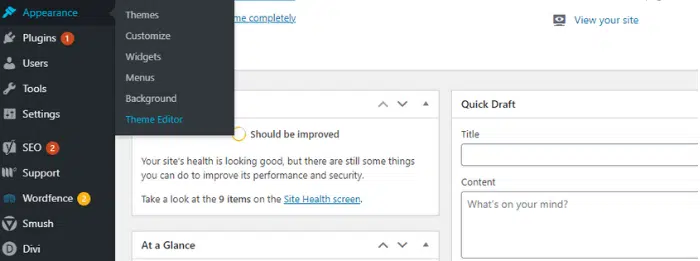 Appearance
Plugins 1
Users
Tools
Settings
SEO 2
Support
Wordfence 2
Smush
Divi
Themes
Customize
Widgets
Menus
Background
Theme Editor
me completely
View your site
Should be improved
Your site's health is looking good, but there are still some things
you can do to improve its performance and security.
Take a look at the 9 items on the Site Health screen.
At a Glance
Quick Draft
Title
Content
What's on your mind?